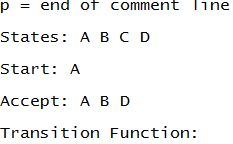 p = end of comment line
States: A B C D
Start: A
Accept: A B D
Transition Function: